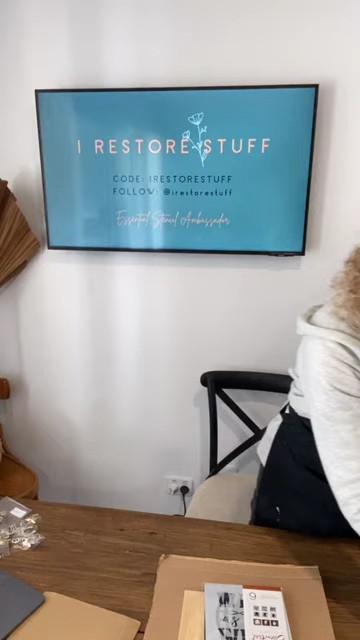 I RESTORE STUFF
CODE: IRESTORESTUFF
FOLLOW: @irestorestuff
Essential Stencil Ambassador